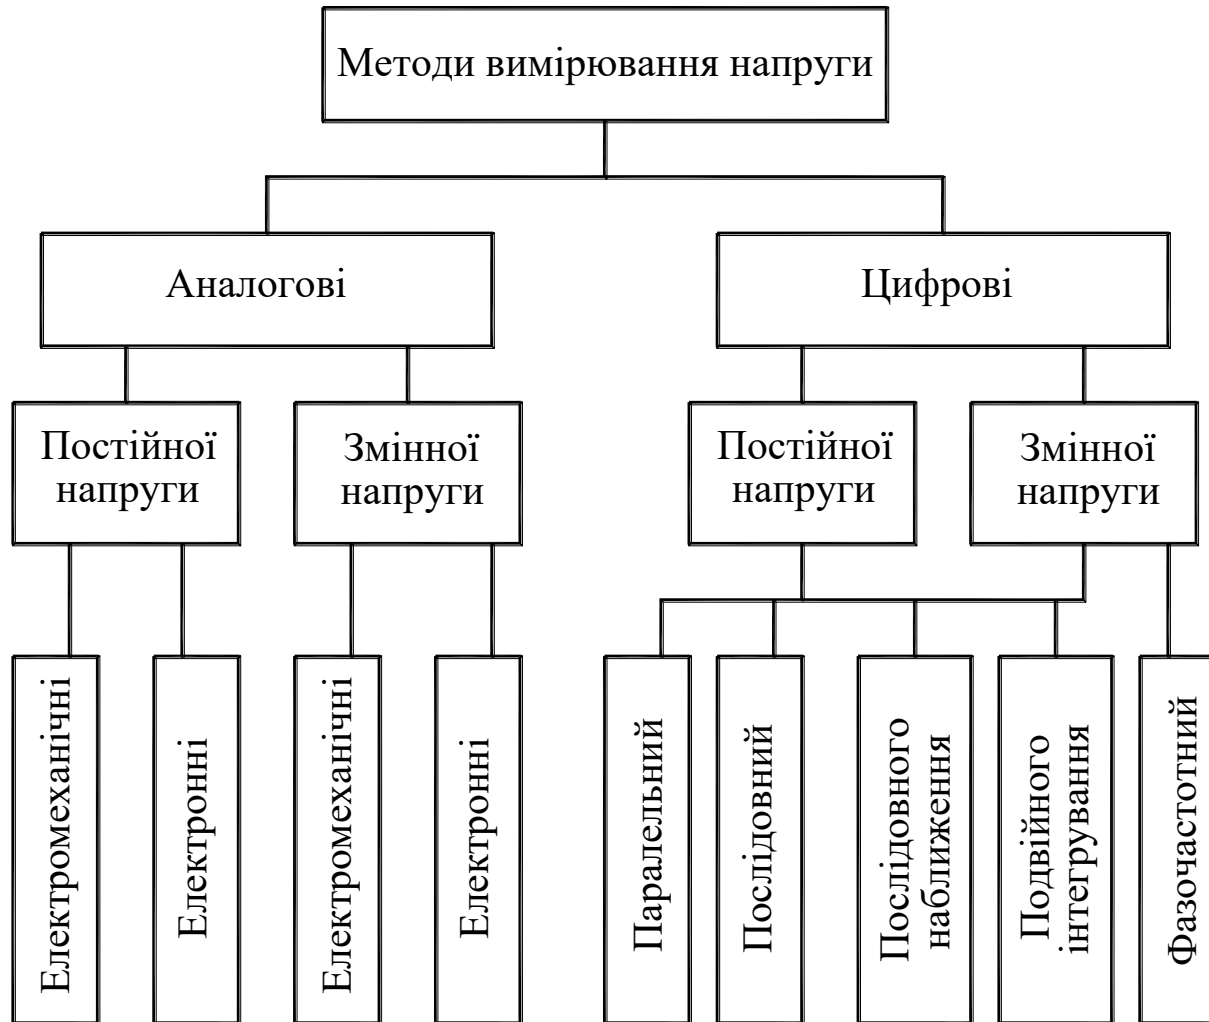 Методи вимірювання напруги
Аналогові
Цифрові
Постійної
напруги
Змінної
напруги
Постійної
напруги
Змінної
напруги
Електромеханічні
Електронні
Електромеханічні
Електронні
Паралельний
Послідовний
Послідовного
наближення
Подвійного
інтегрування
Фазочастотний